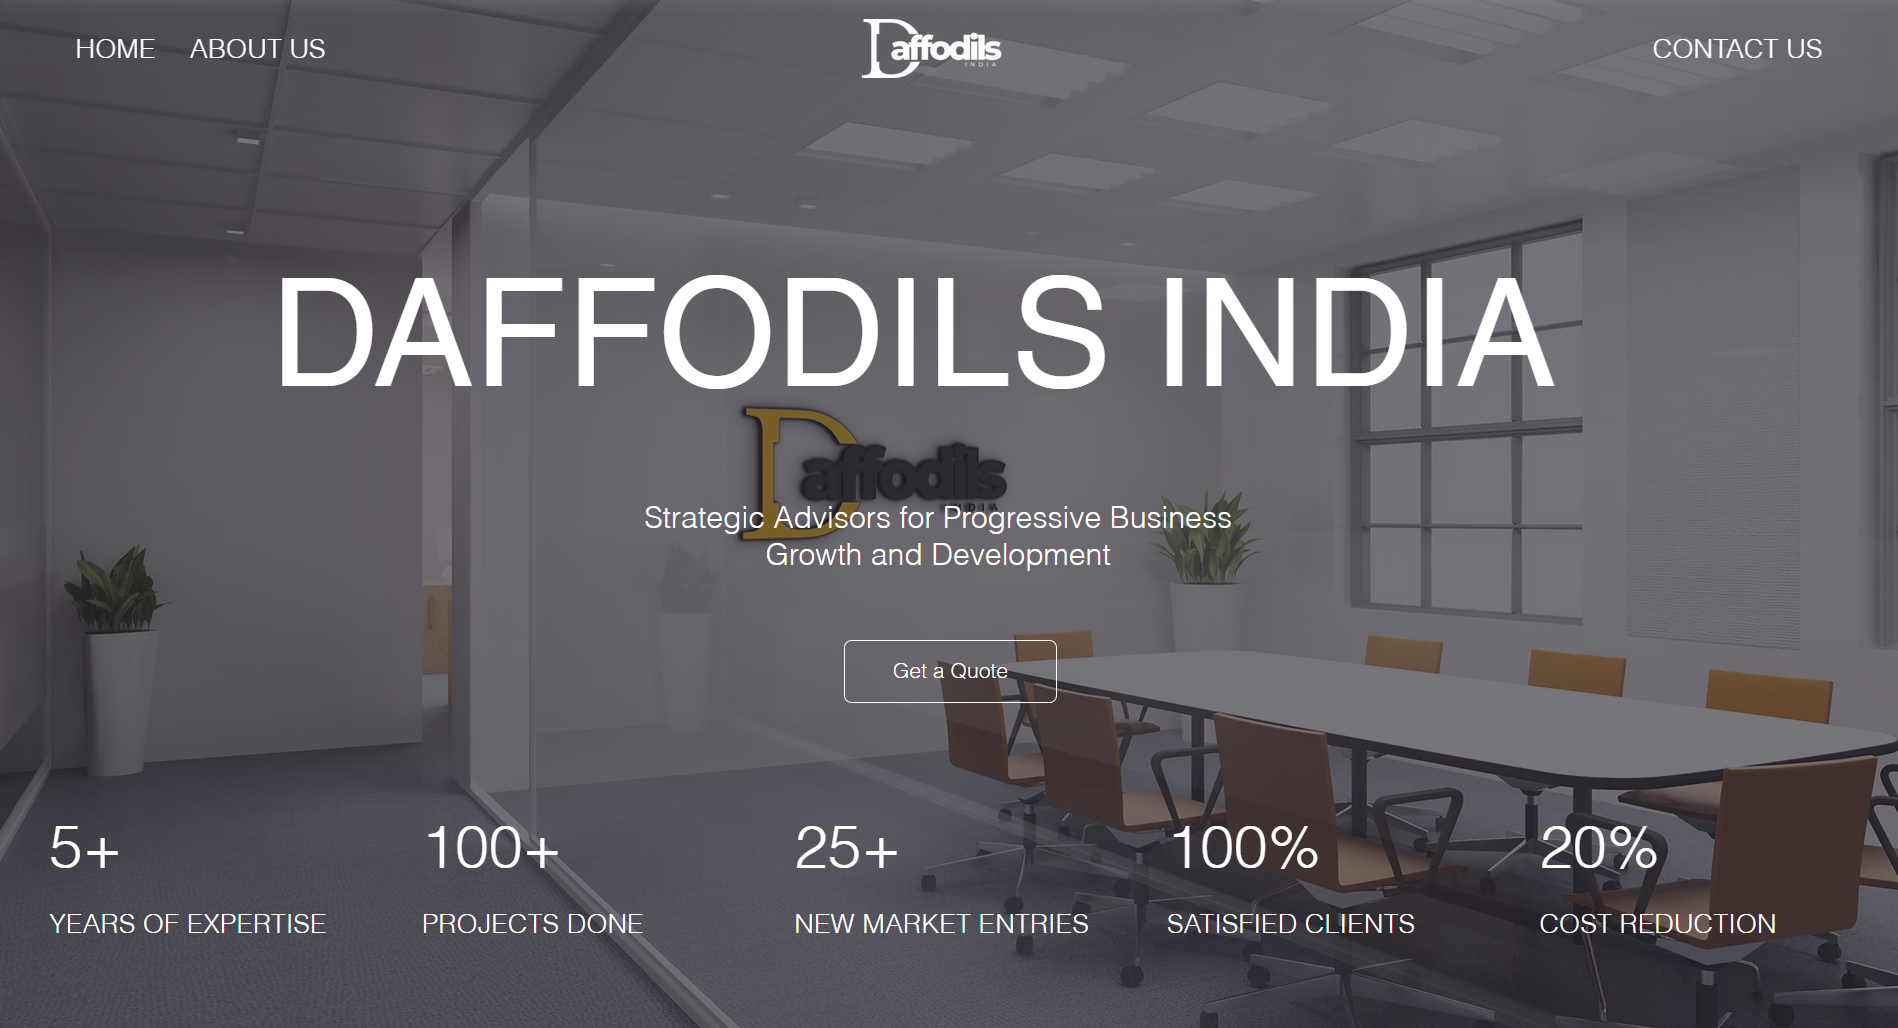 HOME ABOUT US
Daffodils
INDIA
CONTACT US
DAFFODILS INDIA
Daffodils
INDIA
Strategic Advisors for Progressive Business
Growth and Development
Get a Quote
5+ 100+ 25+ 100% 20%
YEARS OF EXPERTISE PROJECTS DONE NEW MARKET ENTRIES SATISFIED CLIENTS COST REDUCTION